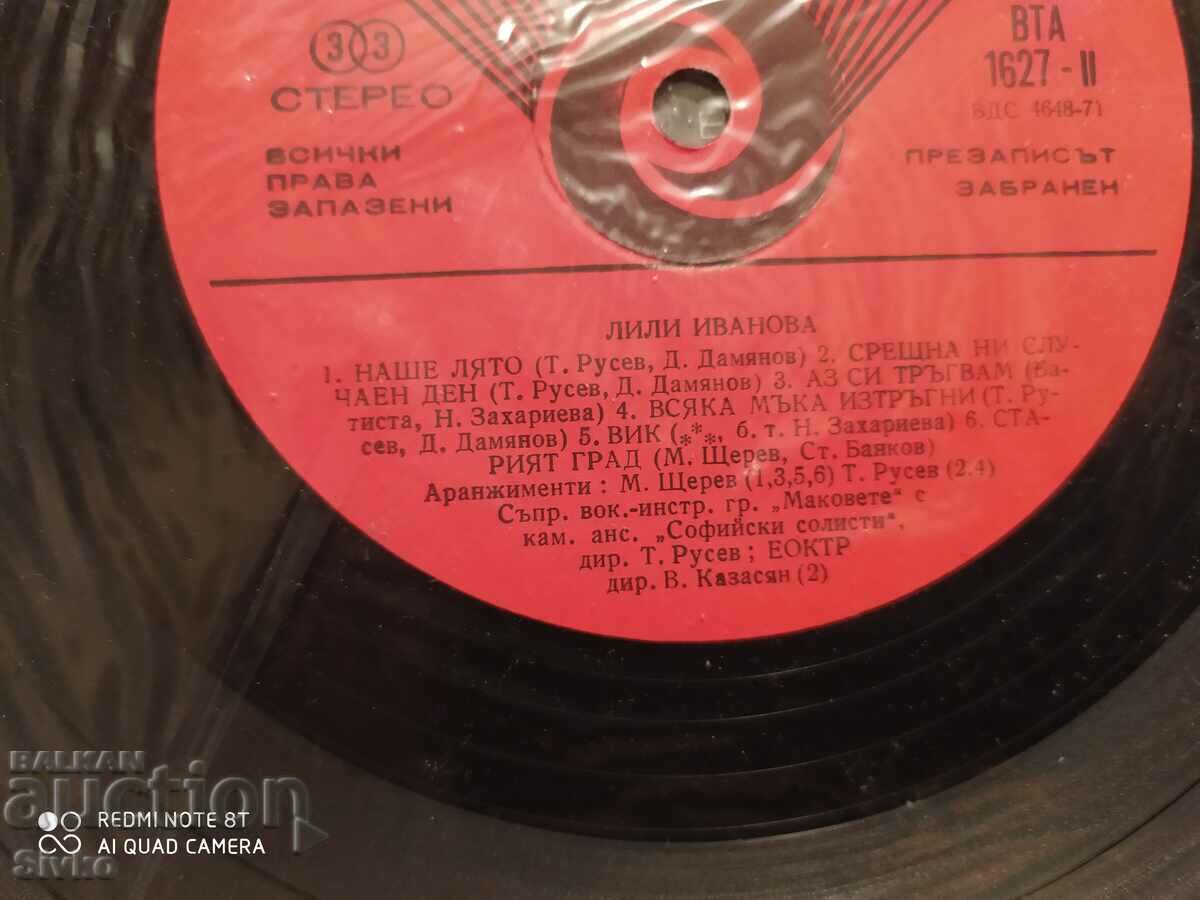 33
СТЕРЕО
ВСИЧКИ
ПРАВА
ЗАПАЗЕНИ
ВТА
1627 - II
БДС 4648-71
ПРЕЗАПИСЪТ
ЗАБРАНЕН
ЛИЛИ ИВАНОВА
1. НАШЕ ЛЯТО (Т. Русев, Д. Дамянов) 2. СРЕЩНА НИ СЛУ-
ЧАЕН ДЕН (Т. Русев, Д. Дамянов) 3. АЗ СИ ТРЪГВАМ (Ба-
тиста, Н. Захариева) 4. ВСЯКА МЪКА ИЗТРЪГНИ (Т. Ру-
сев, Д. Дамянов) 5. ВИК (***, б. т. Н. Захариева) 6. СТА-
РИЯТ ГРАД (М. Щерев, Ст. Баяков)
Аранжименти : М. Щерев (1,3,5,6) Т. Русев (2.4)
Съпр. вок.-инстр. гр. „Маковете“ с
кам. анс. „Софийски солисти“,
дир. Т. Русев ; ЕОКТР
дир. В. Казасян (2)
BALKAN
auction
REDMI NOTE 8T
AI QUAD CAMERA
Sivko